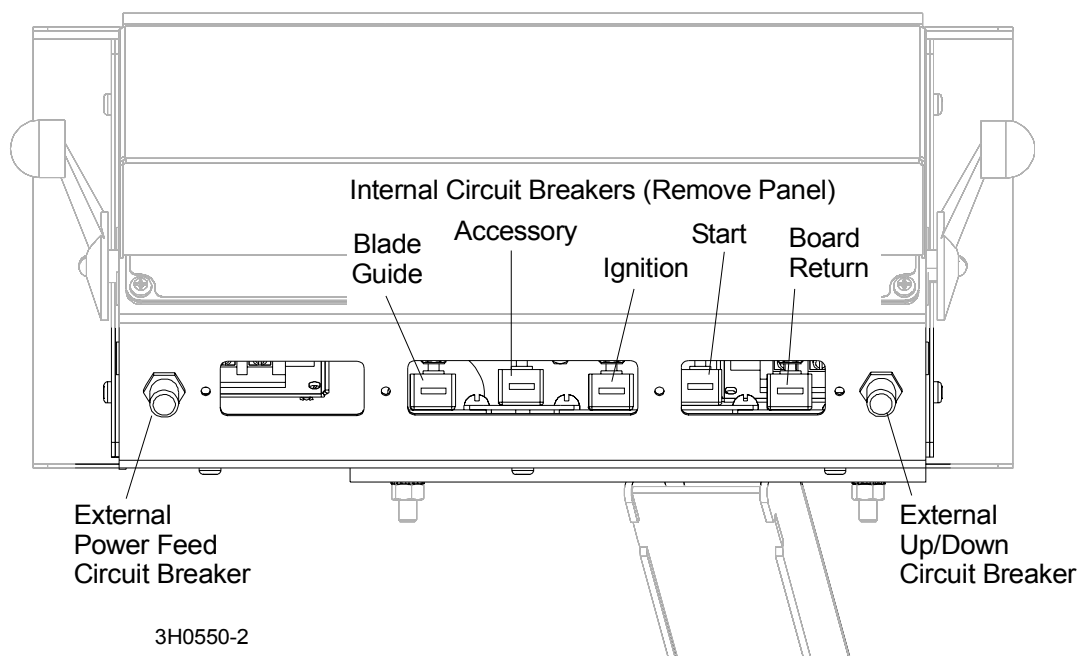 Internal Circuit Breakers (Remove Panel)
Blade
Guide
Accessory
Ignition
Start
Board
Return
External
Power Feed
Circuit Breaker
External
Up/Down
Circuit Breaker
3H0550-2